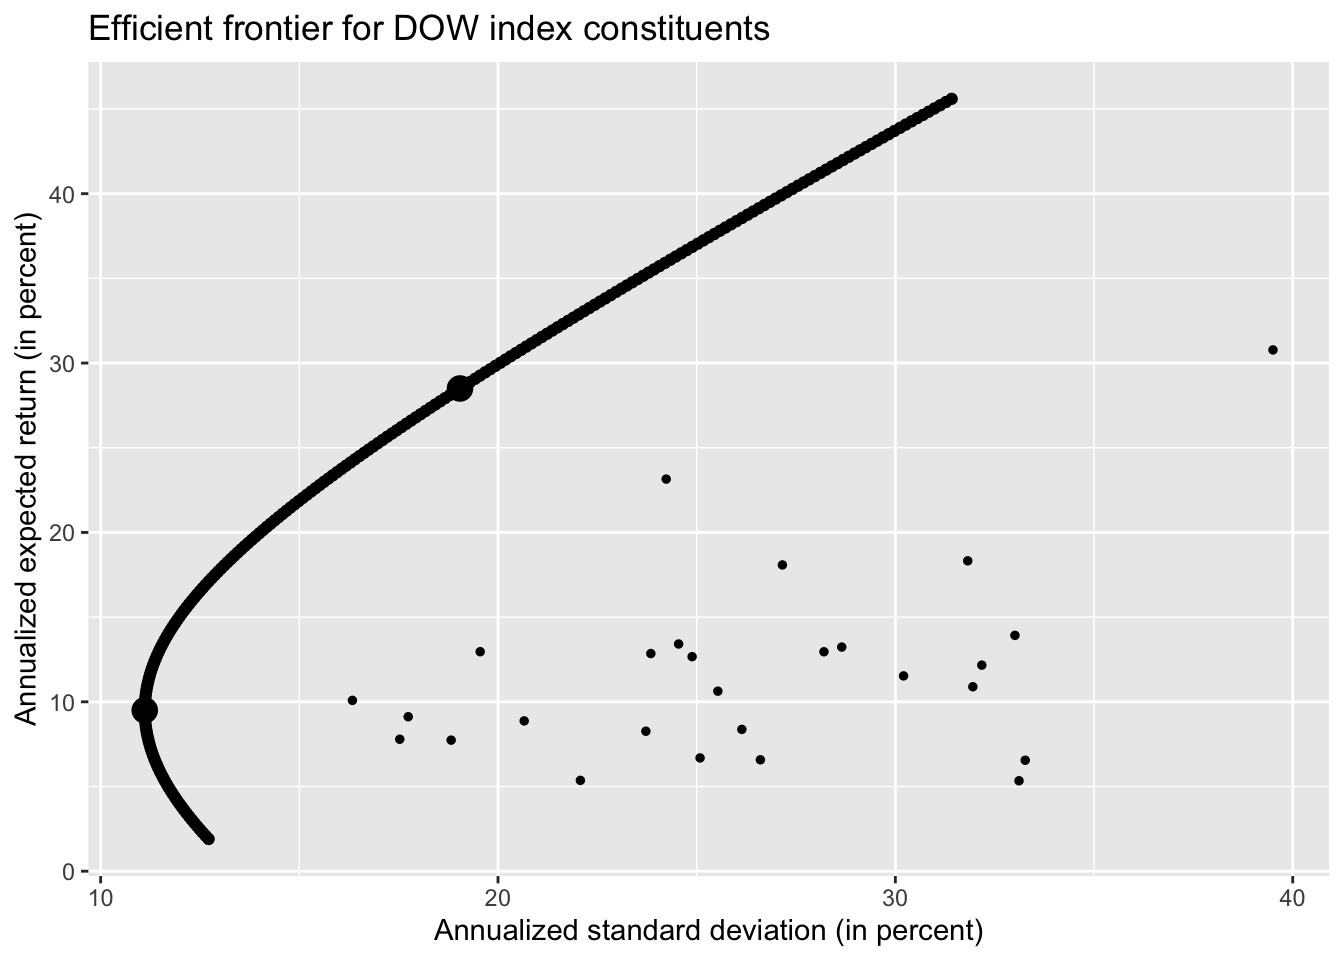 Efficient frontier for DOW index constituents
Annualized expected return (in percent)
40
30
20
10
0
10 20 30 40
Annualized standard deviation (in percent)